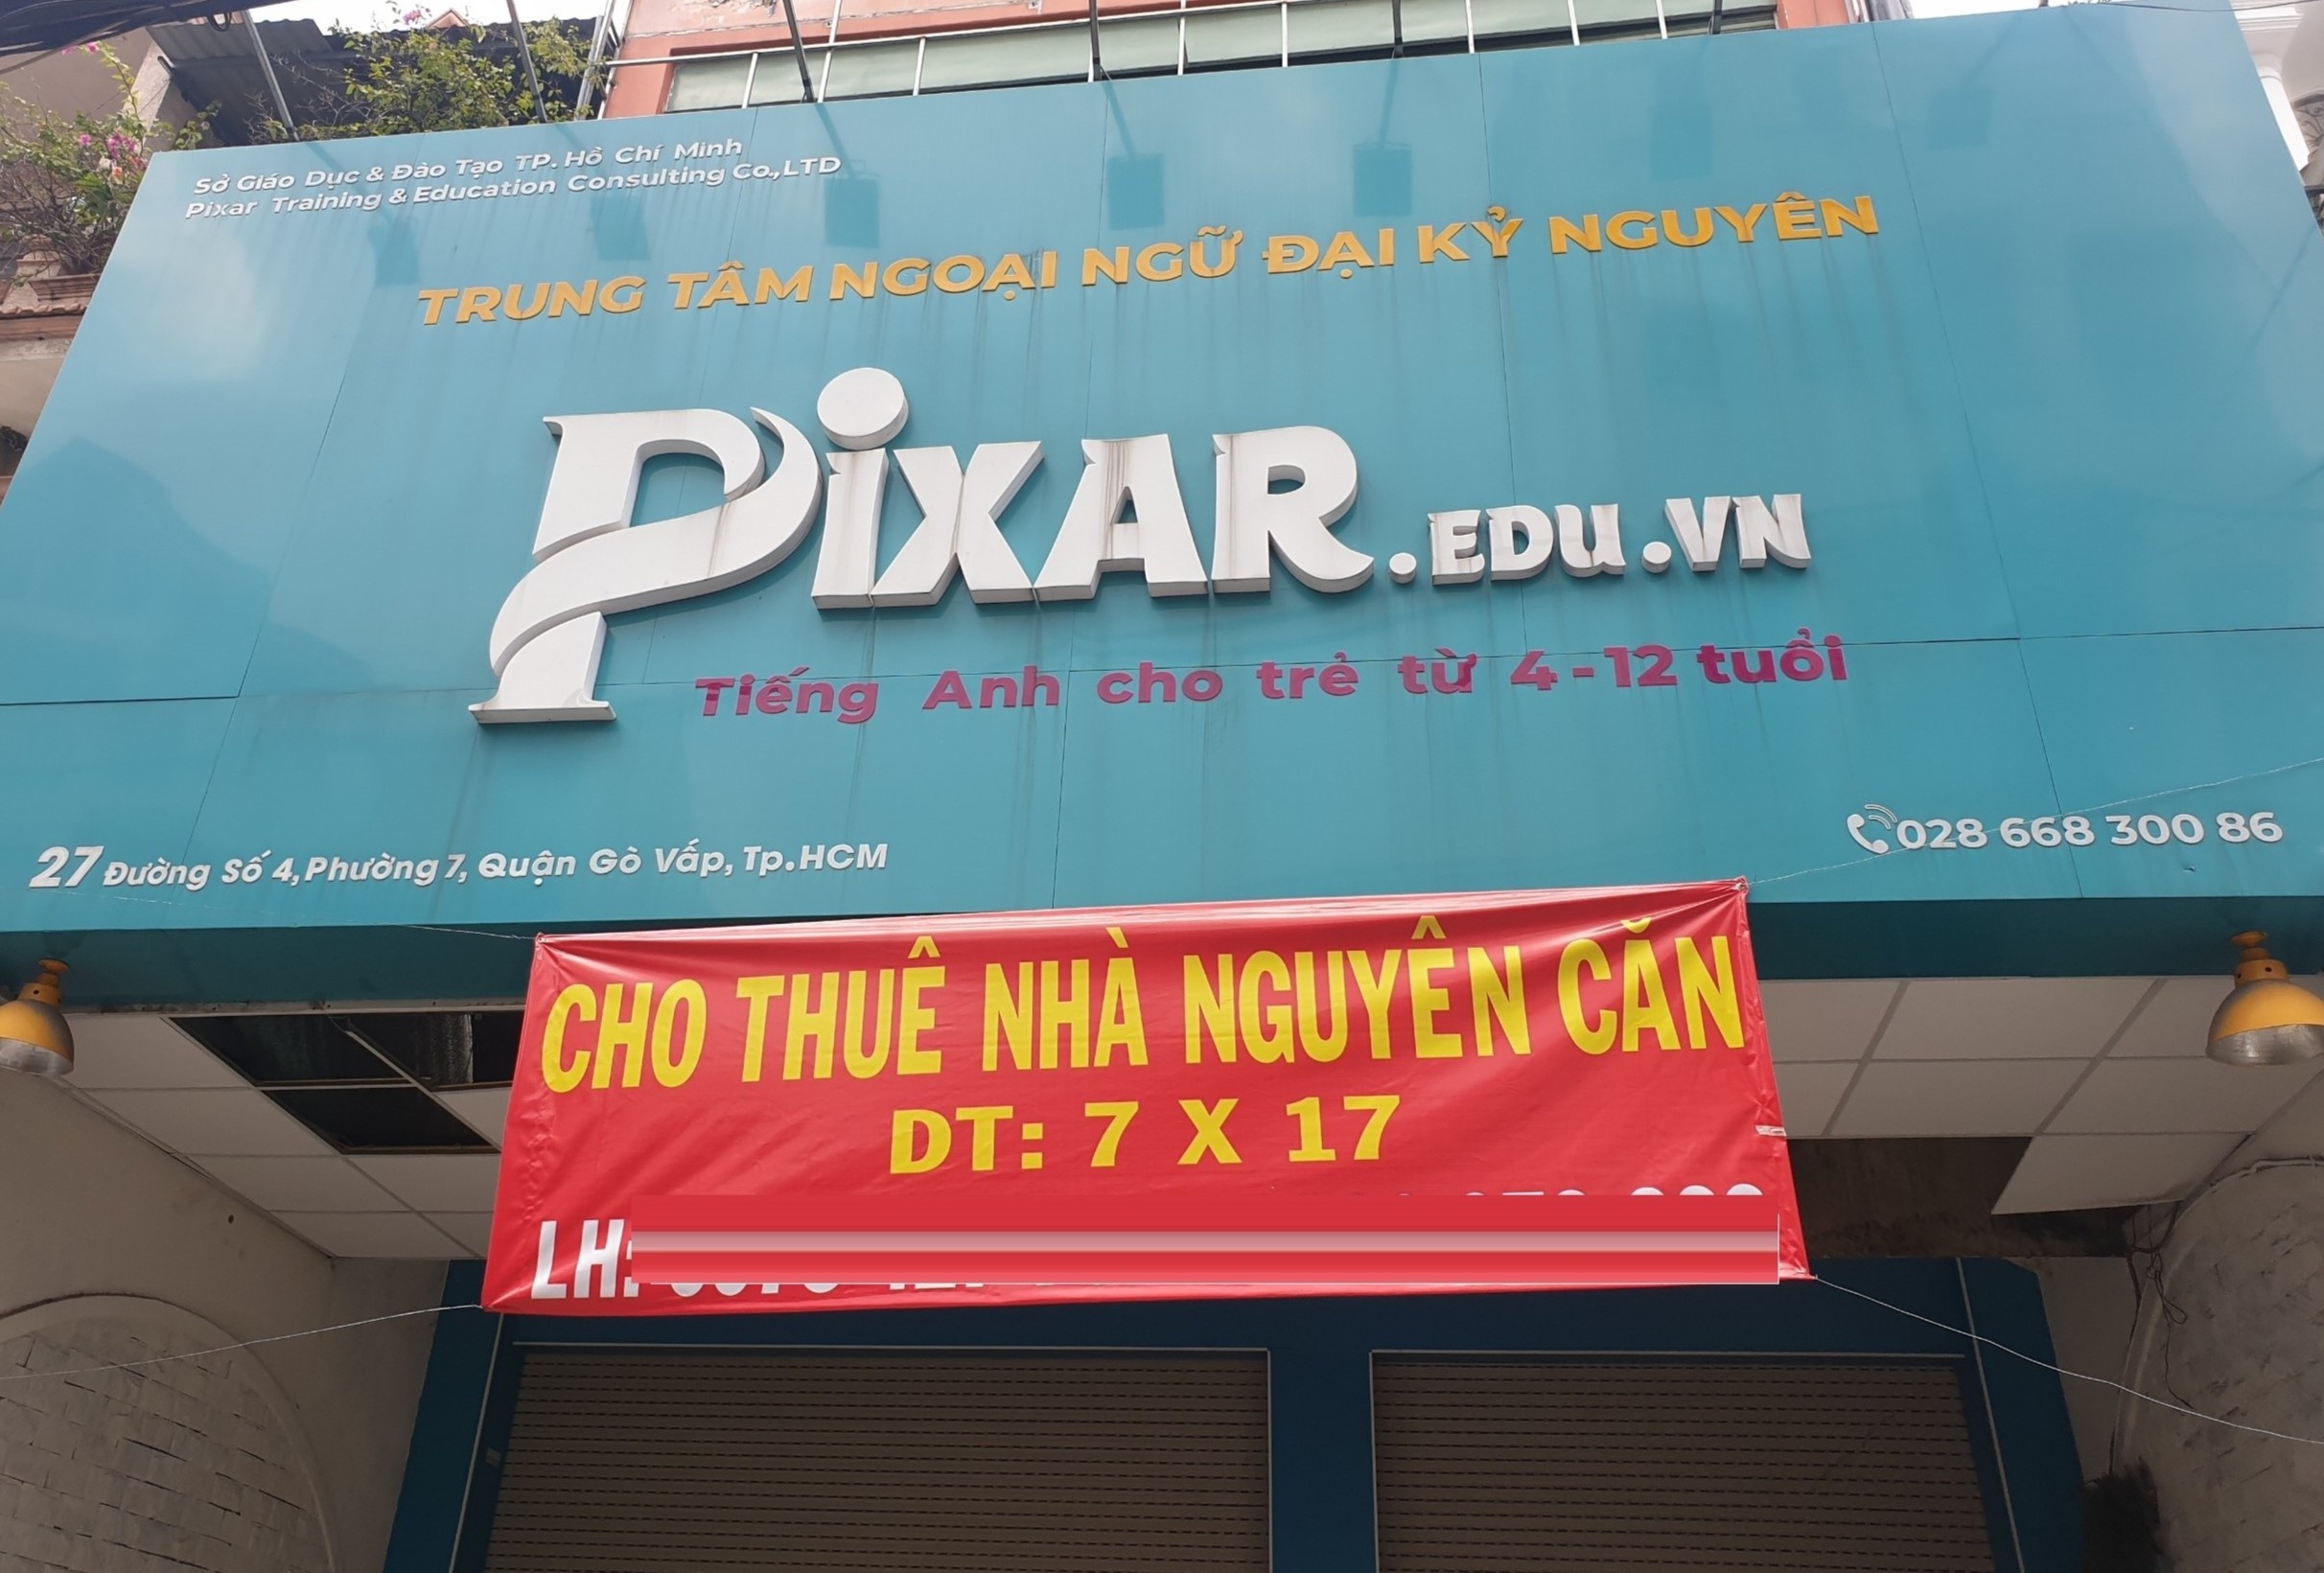 Sở Giáo Dục & Đào Tạo TP. Hồ Chí Minh
Pixar Training & Education Consulting Co.,LTD
TRUNG TÂM NGOẠI NGỮ ĐẠI KỶ NGUYÊN
PiXAR.EDU.VN
Tiếng Anh cho trẻ từ 4-12 tuổi
27 Đường Số 4, Phường 7, Quận Gò Vấp, Tp.HCM
028 668 300 86
CHO THUÊ NHÀ NGUYÊN CĂN
DT: 7 X 17
LH: